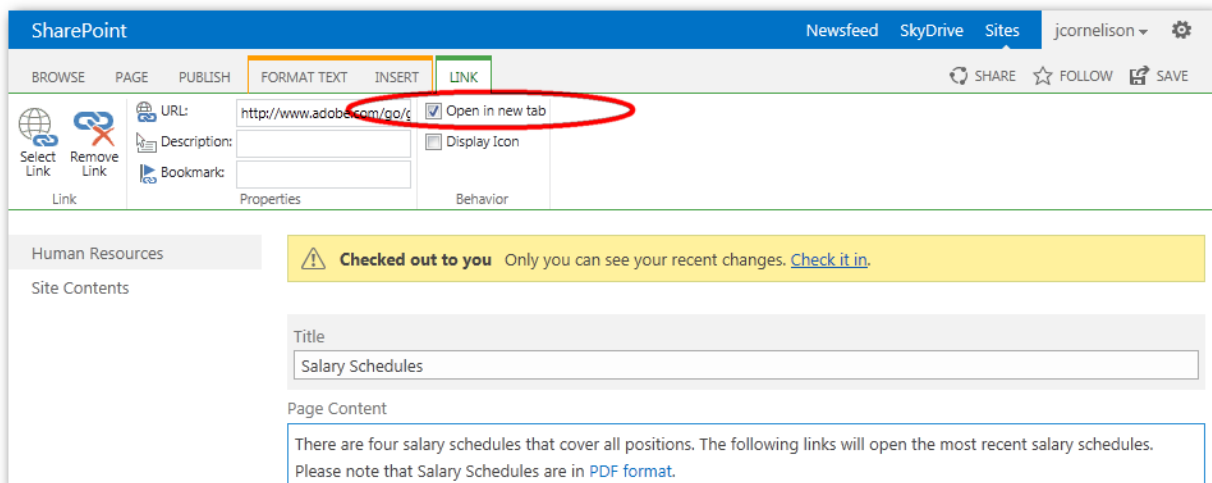 SharePoint Newsfeed SkyDrive Sites jcornelison
BROWSE PAGE PUBLISH FORMAT TEXT INSERT LINK SHARE FOLLOW SAVE
URL: http://www.adobe.com/go/g Open in new tab
Select Link
Remove Link
Description: Display Icon
Bookmark:
Link Properties Behavior
Human Resources
Site Contents
Checked out to you Only you can see your recent changes. Check it in.
Title
Salary Schedules
Page Content
There are four salary schedules that cover all positions. The following links will open the most recent salary schedules.
Please note that Salary Schedules are in PDF format.